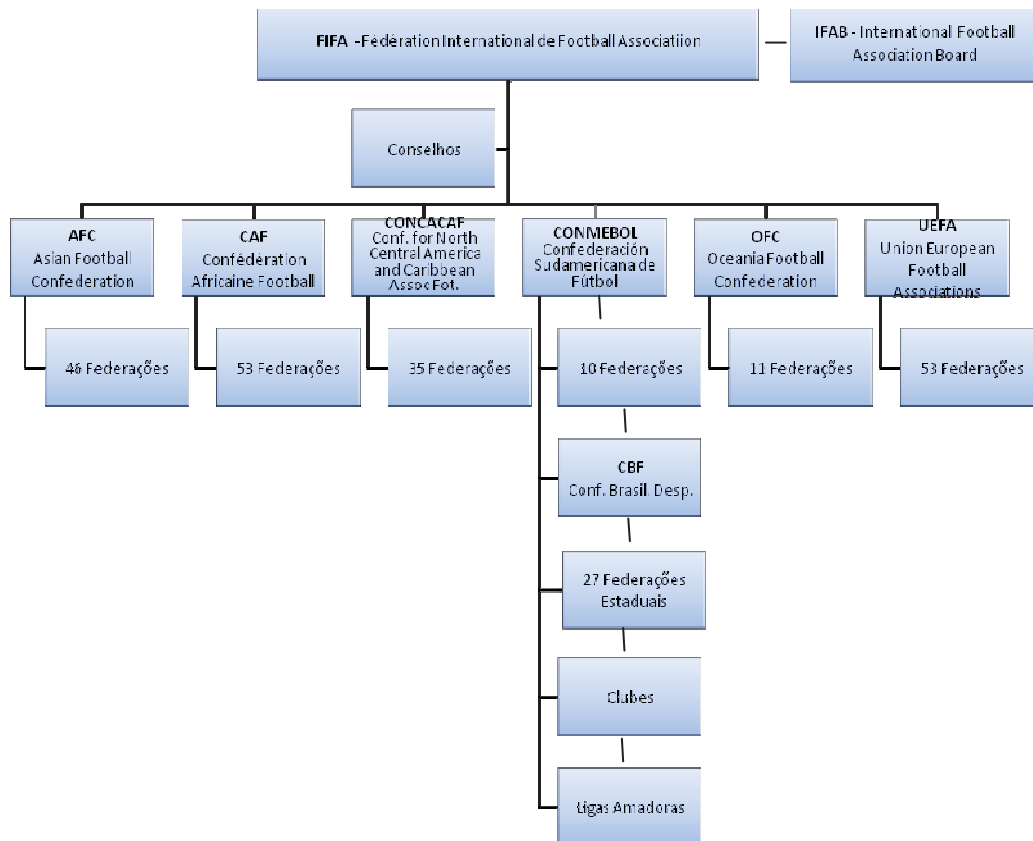 FIFA -Fédération International de Football Associatiion
IFAB - International Football
Association Board
Conselhos
AFC
Asian Football
Confederation
CAF
Confédération
Africaine Football
CONCACAF
Conf. for North
Central America
and Caribbean
Assoc Fot.
CONMEBOL
Confederación
Sudamericana de
Fútbol
OFC
Oceania Football
Confederation
UEFA
Union European
Football
Associations
46 Federações
53 Federações
35 Federações
10 Federações
11 Federações
53 Federações
CBF
Conf. Brasil. Desp.
27 Federações
Estaduais
Clubes
Ligas Amadoras